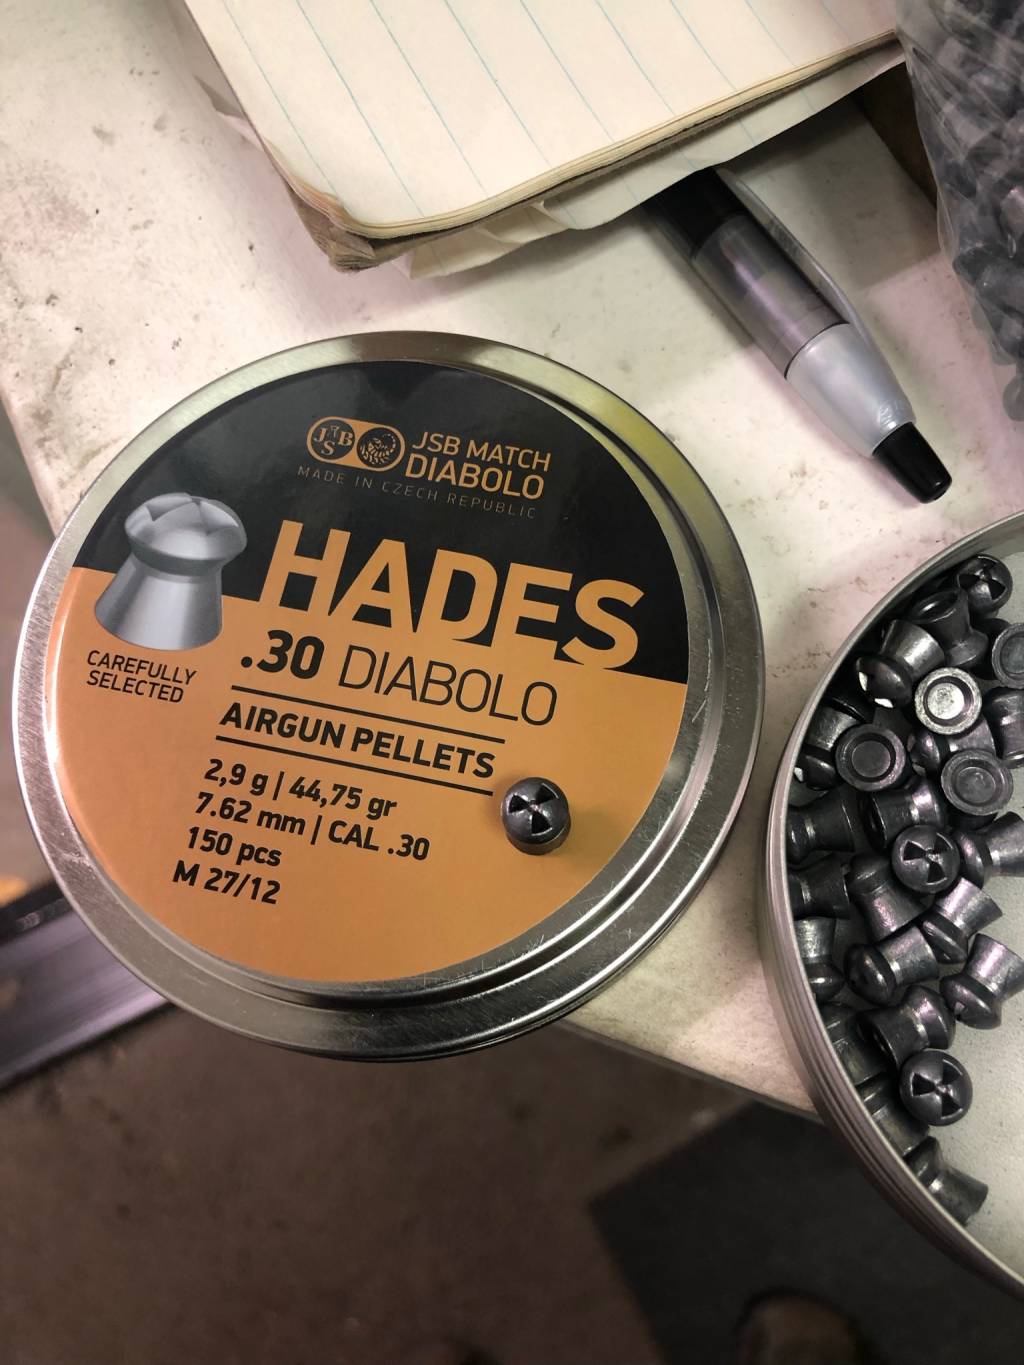 JSB
JSB MATCH
DIABOLO
MADE IN CZECH REPUBLIC
HADES
.30 DIABOLO
CAREFULLY
SELECTED
AIRGUN PELLETS
2,9 g | 44,75 gr
7.62 mm | CAL .30
150 pcs
M 27/12